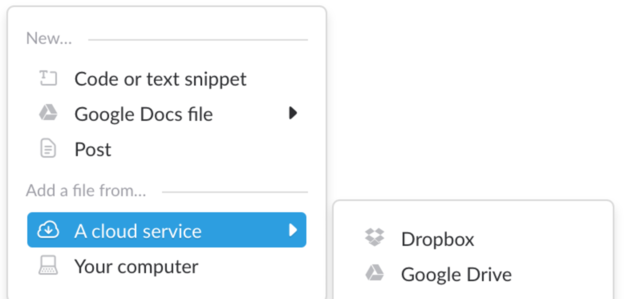 New...
Code or text snippet
Google Docs file
Post
Add a file from...
A cloud service
Your computer
Dropbox
Google Drive